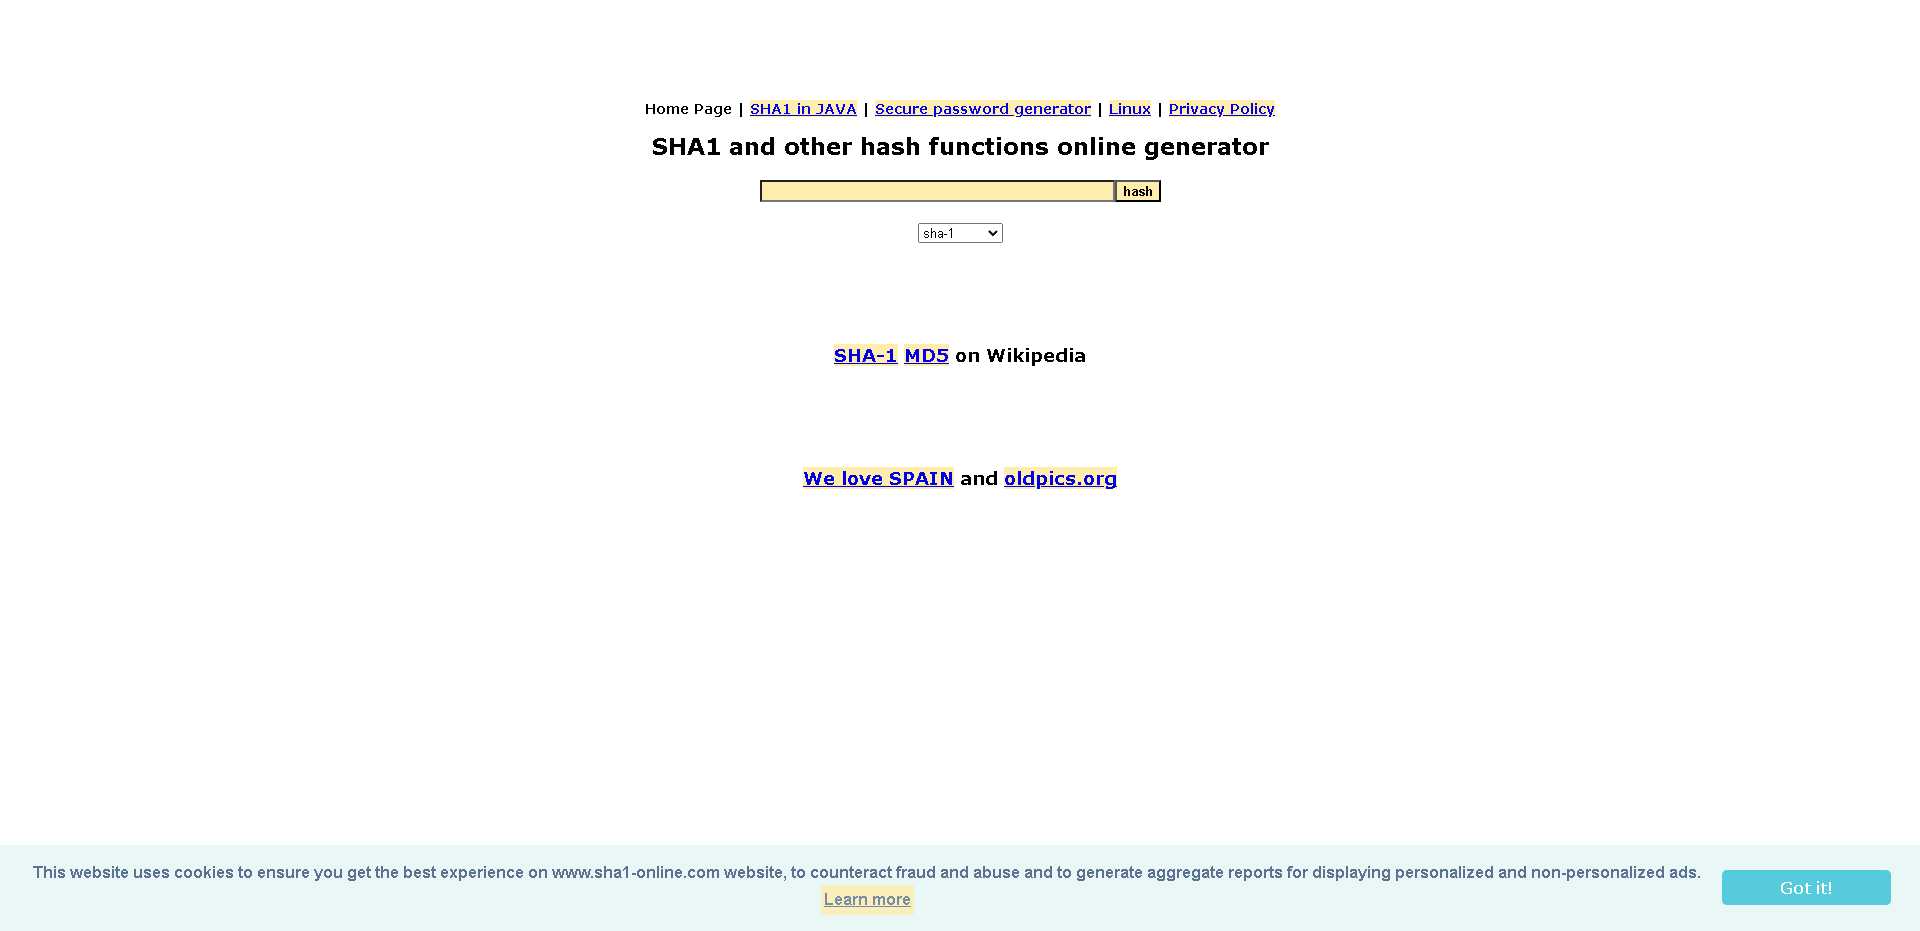 Home Page | SHA1 in JAVA | Secure password generator | Linux | Privacy Policy
SHA1 and other hash functions online generator
hash
sha-1
SHA-1 MD5 on Wikipedia
We love SPAIN and oldpics.org
This website uses cookies to ensure you get the best experience on www.sha1-online.com website, to counteract fraud and abuse and to generate aggregate reports for displaying personalized and non-personalized ads.
Learn more
Got it!